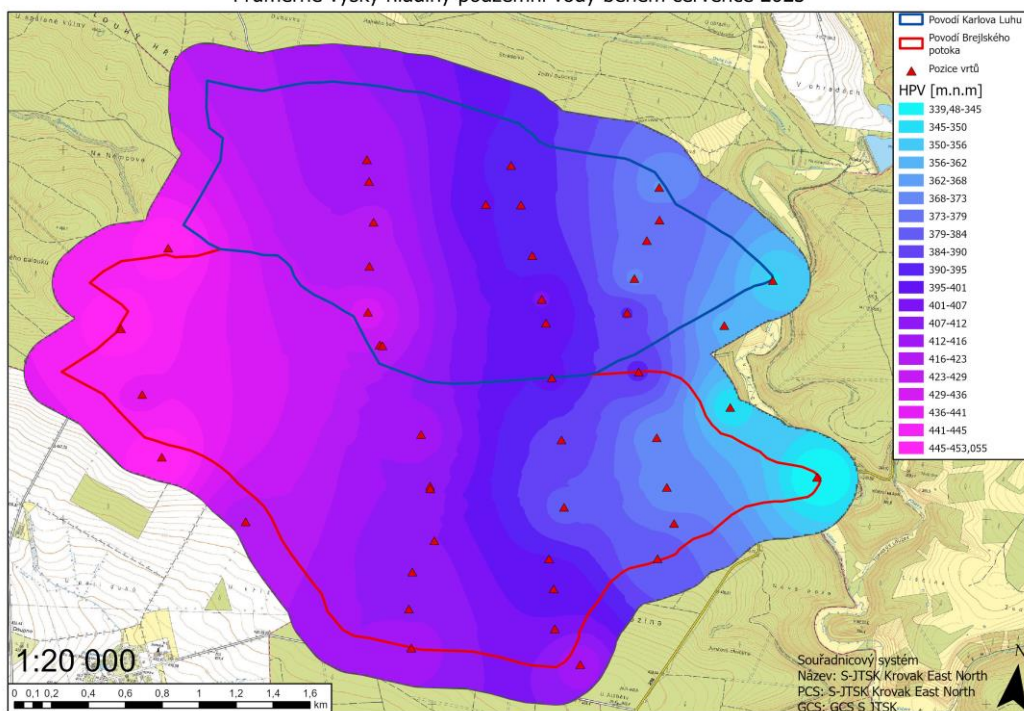 Průměrné výšky hladiny podzemní vody během července 2023
Povodí Karlova Luhu
Povodí Brejlského
potoka
Pozice vrtů
HPV [m.n.m]
339,48-345
345-350
350-356
356-362
362-368
368-373
373-379
379-384
384-390
390-395
395-401
401-407
407-412
412-416
416-423
423-429
429-436
436-441
441-445
445-453,055
1:20 000
0 0,1 0,2 0,4 0,6 0,8 1 1,2 1,4 1,6
km
Souřadnicový systém
Název: S-JTSK Krovak East North
PCS: S-JTSK Krovak East North
GCS: GCS S JTSK
N